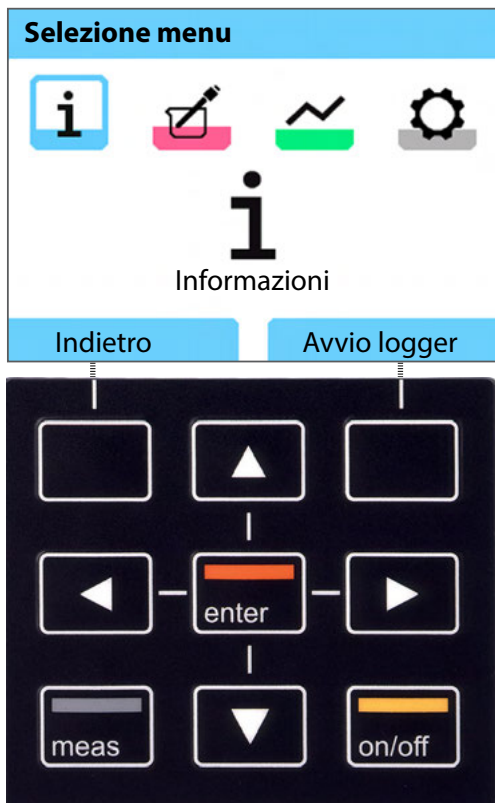 Selezione menu
i
i
Informazioni
Indietro
Avvio logger
enter
meas
on/off